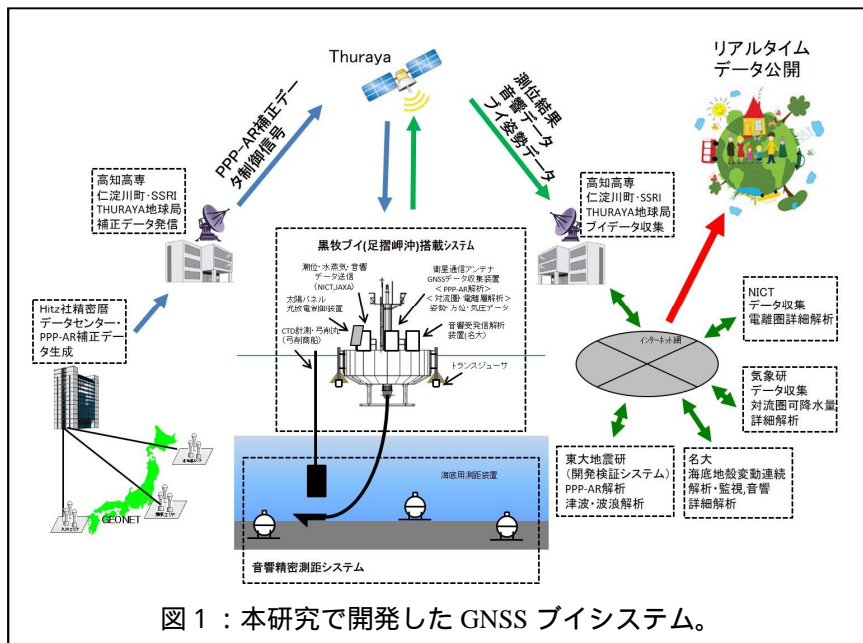 Thuraya
リアルタイム
データ公開
PPP-AR補正デー
タ制御信号
測位結果
音響データ
ブイ姿勢データ
高知高専
仁淀川町・SSRI
THURAYA地球局
補正データ発信
高知高専
仁淀川町・SSRI
THURAYA地球局
ブイデータ収集
黒牧ブイ(足摺岬沖)搭載システム
潮位・水蒸気・音響
データ送信
(NICT,JAXA)
太陽パネル
充放電制御装置
CTD計測・弓削丸
(弓削商船)
衛星通信アンテナ
GNSSデータ収集装置
<PPP-AR解析>
<対流圏・電離層解析>
姿勢・方位・気圧データ
音響受発信解析
装置(名大)
トランスジューサ
Hitz社精密暦
データセンター・
PPP-AR補正デー
タ生成
GEONET
インターネット網
NICT
データ収集
電離圏詳細解析
気象研
データ収集
対流圏可降水量
詳細解析
東大地震研
(開発検証システム)
PPP-AR解析
津波・波浪解析
名大
海底地殻変動連続
解析・監視,音響
詳細解析
海底用測距装置
音響精密測距システム
図1:本研究で開発した GNSS ブイシステム。